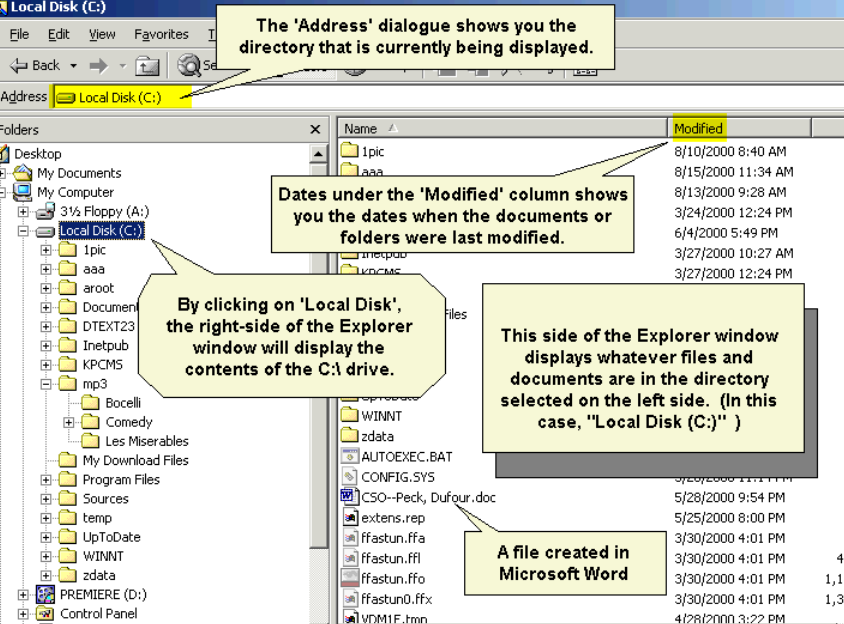 Local Disk (C:)
The 'Address' dialogue shows you the
directory that is currently being displayed.
File Edit View Favorites
Back
Address Local Disk (C:)
Folders
Desktop
My Documents
My Computer
3½ Floppy (A:)
Local Disk (C:)
1pic
aaa
aroot
DTEXT23
Inetpub
KPCMS
mp3
Bocelli
Comedy
Les Miserables
My Download Files
Program Files
Sources
temp
UpToDate
WINNT
zdata
PREMIERE (D:)
Control Panel
By clicking on 'Local Disk',
the right-side of the Explorer
window will display the
contents of the C:\ drive.
Name Modified
1pic 8/10/2000 8:40 AM
aaa 8/15/2000 11:34 AM
8/13/2000 9:28 AM
3/24/2000 12:24 PM
6/4/2000 5:49 PM
Inetpub 3/27/2000 10:27 AM
KPCMS 3/27/2000 12:24 PM
Dates under the 'Modified' column shows
you the dates when the documents or
folders were last modified.
Files
UpToDate
WINNT
zdata
AUTOEXEC.BAT
CONFIG.SYS
CSO--Peck, Dufour.doc 5/28/2000 9:54 PM
extens.rep 5/25/2000 8:00 PM
ffastun.ffa 3/30/2000 4:01 PM
ffastun.ffl 3/30/2000 4:01 PM 4
ffastun.ffo 3/30/2000 4:01 PM 1,1
ffastun0.ffx 3/30/2000 4:01 PM 1,3
VDM1E.tmp 4/28/2000 3:22 PM
This side of the Explorer window
displays whatever files and
documents are in the directory
selected on the left side. (In this
case, "Local Disk (C:)" )
A file created in
Microsoft Word